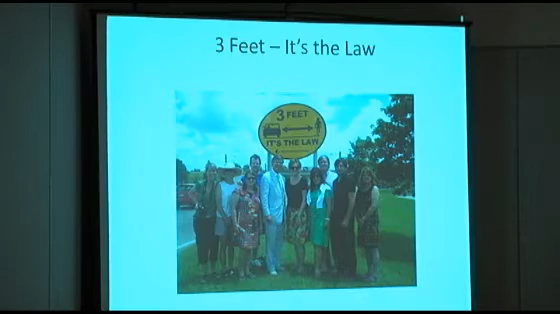 3 Feet – It's the Law
3 FEET
IT'S THE LAW